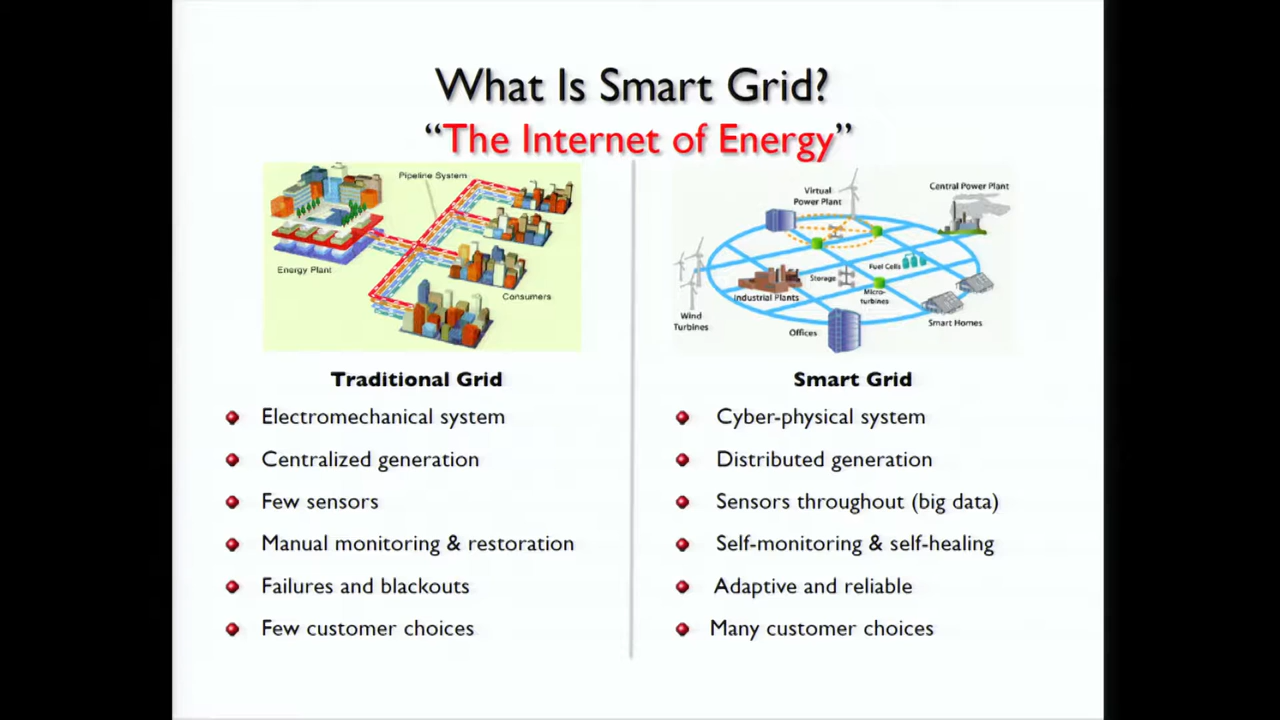 What Is Smart Grid?
“The Internet of Energy”
Pipeline System
Energy Plant
Consumers
Virtual
Power Plant
Central Power Plant
Wind
Turbines
Industrial Plants
Storage
Fuel Cells
Micro-
turbines
Offices
Smart Homes
Traditional Grid
Electromechanical system
Centralized generation
Few sensors
Manual monitoring & restoration
Failures and blackouts
Few customer choices
Smart Grid
Cyber-physical system
Distributed generation
Sensors throughout (big data)
Self-monitoring & self-healing
Adaptive and reliable
Many customer choices